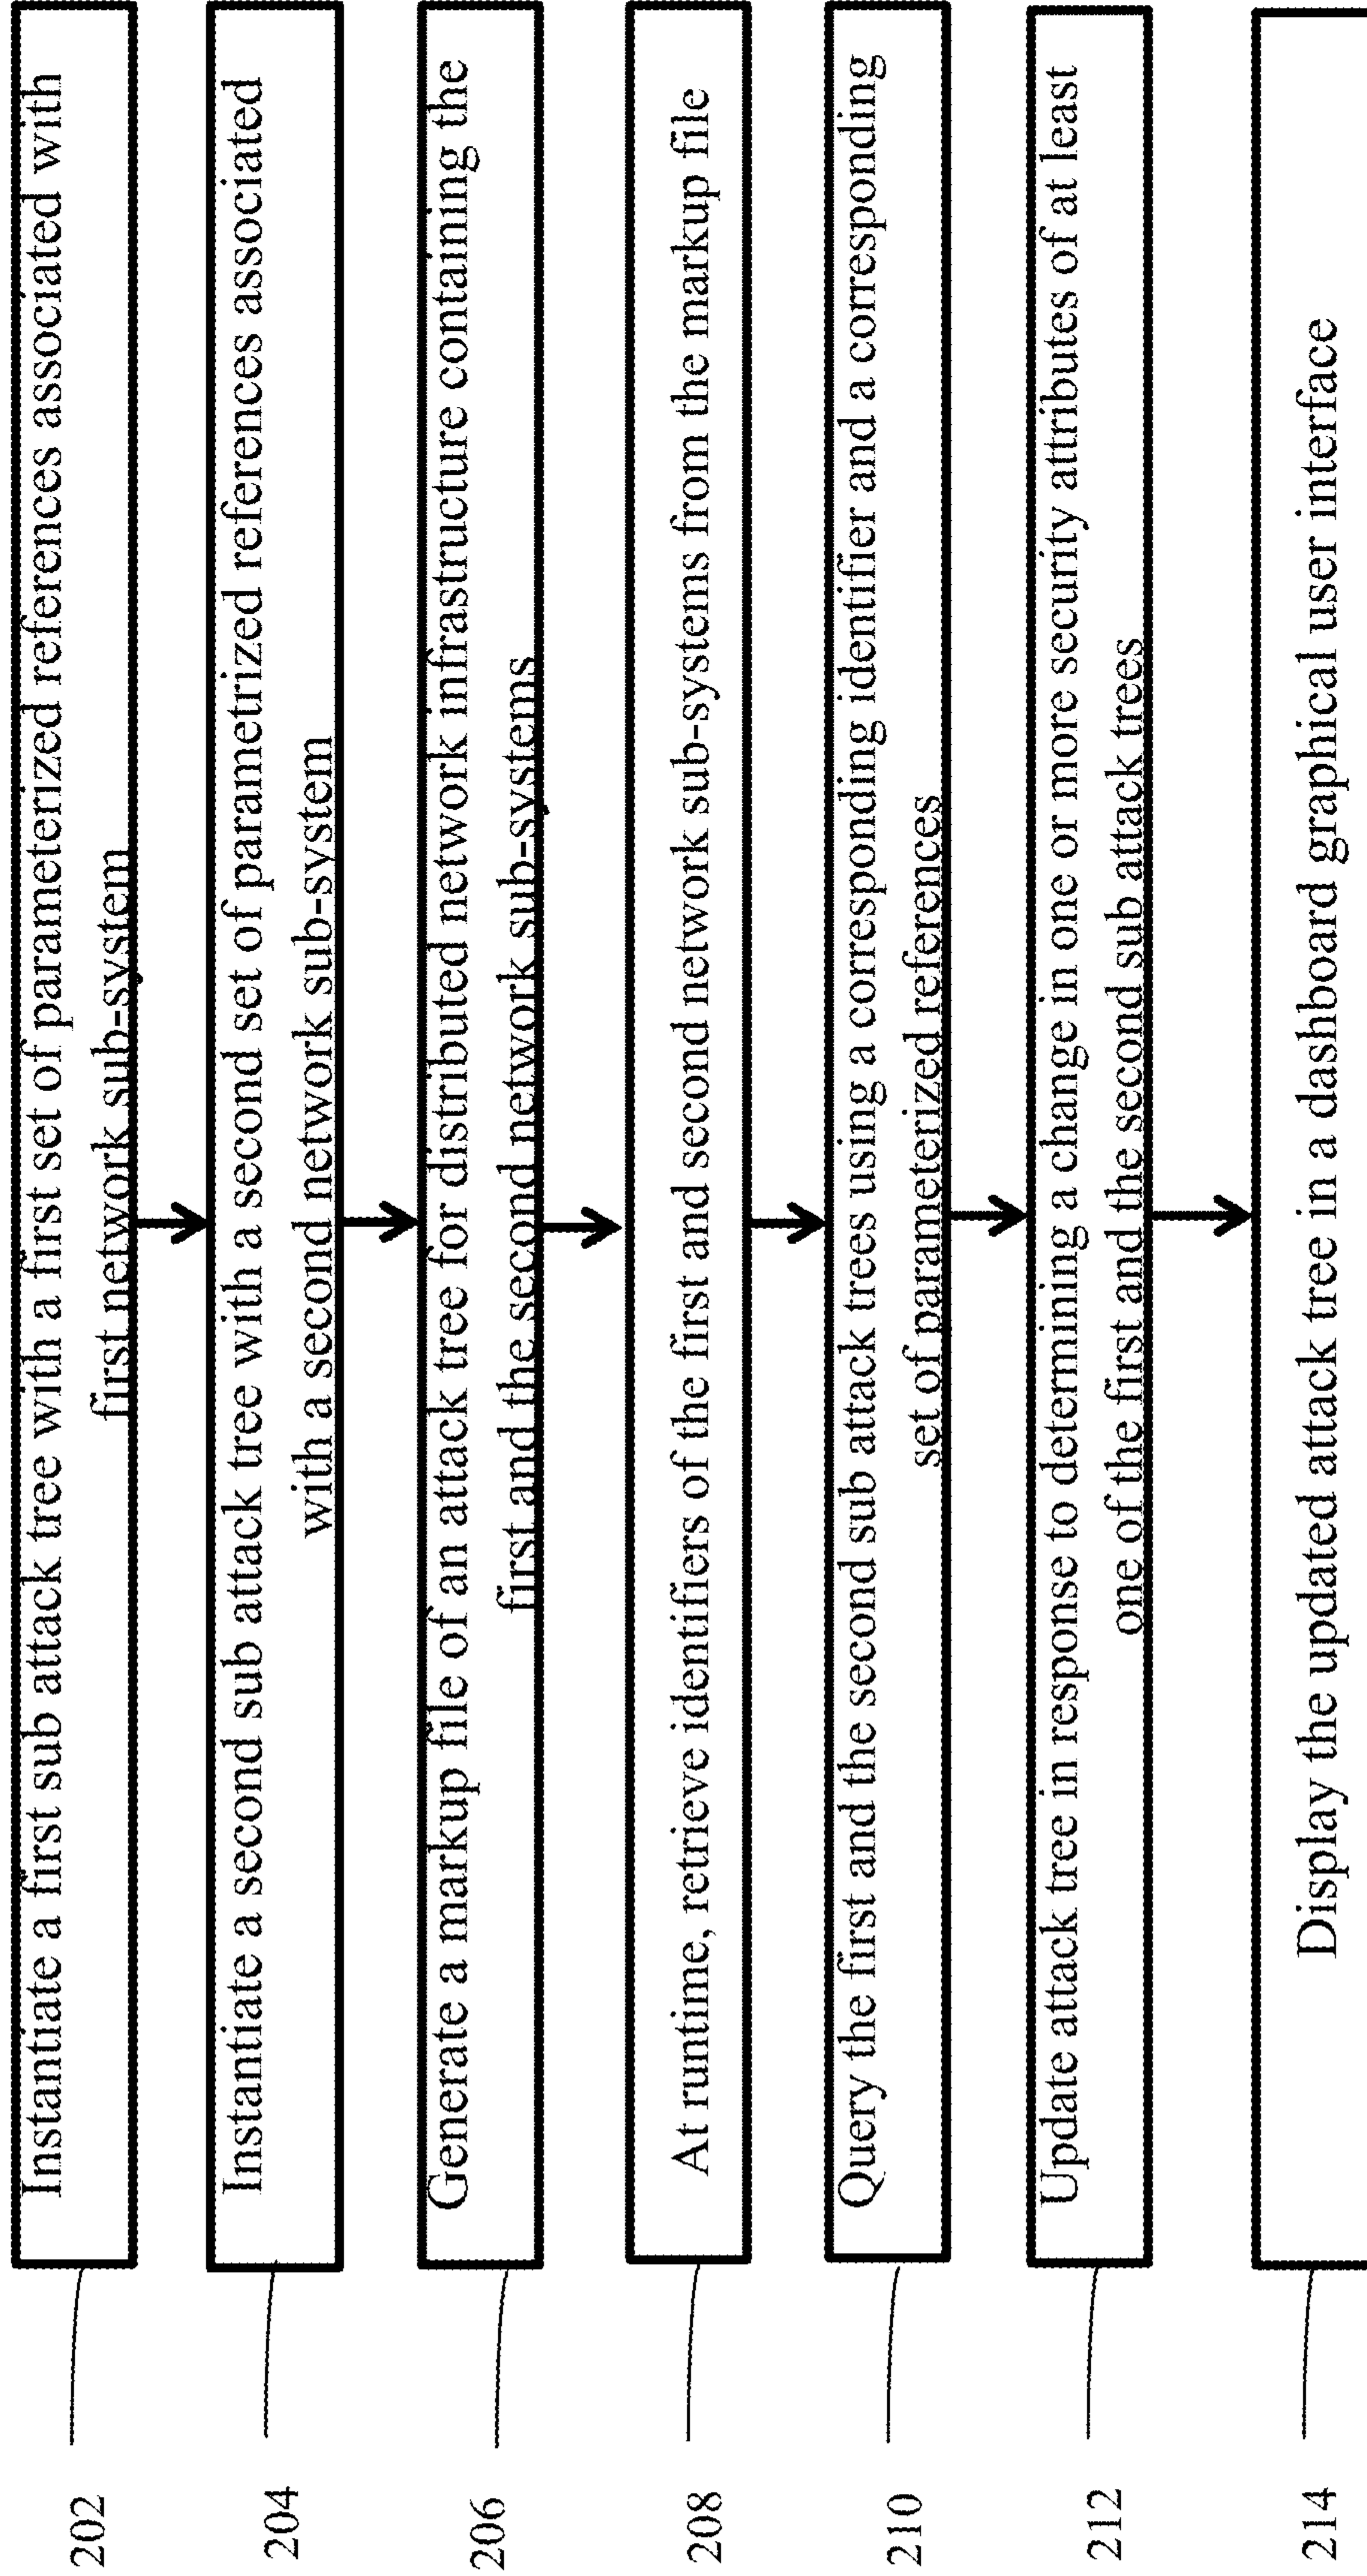 202
Instantiate a first sub attack tree with a first set of parameterized references associated with
first network sub-system
204
Instantiate a second sub attack tree with a second set of parametrized references associated
with a second network sub-system
206
Generate a markup file of an attack tree for distributed network infrastructure containing the
first and the second network sub-systems
208
At runtime, retrieve identifiers of the first and second network sub-systems from the markup file
210
Query the first and the second sub attack trees using a corresponding identifier and a corresponding
set of parameterized references
212
Update attack tree in response to determining a change in one or more security attributes of at least
one of the first and the second sub attack trees
214
Display the updated attack tree in a dashboard graphical user interface